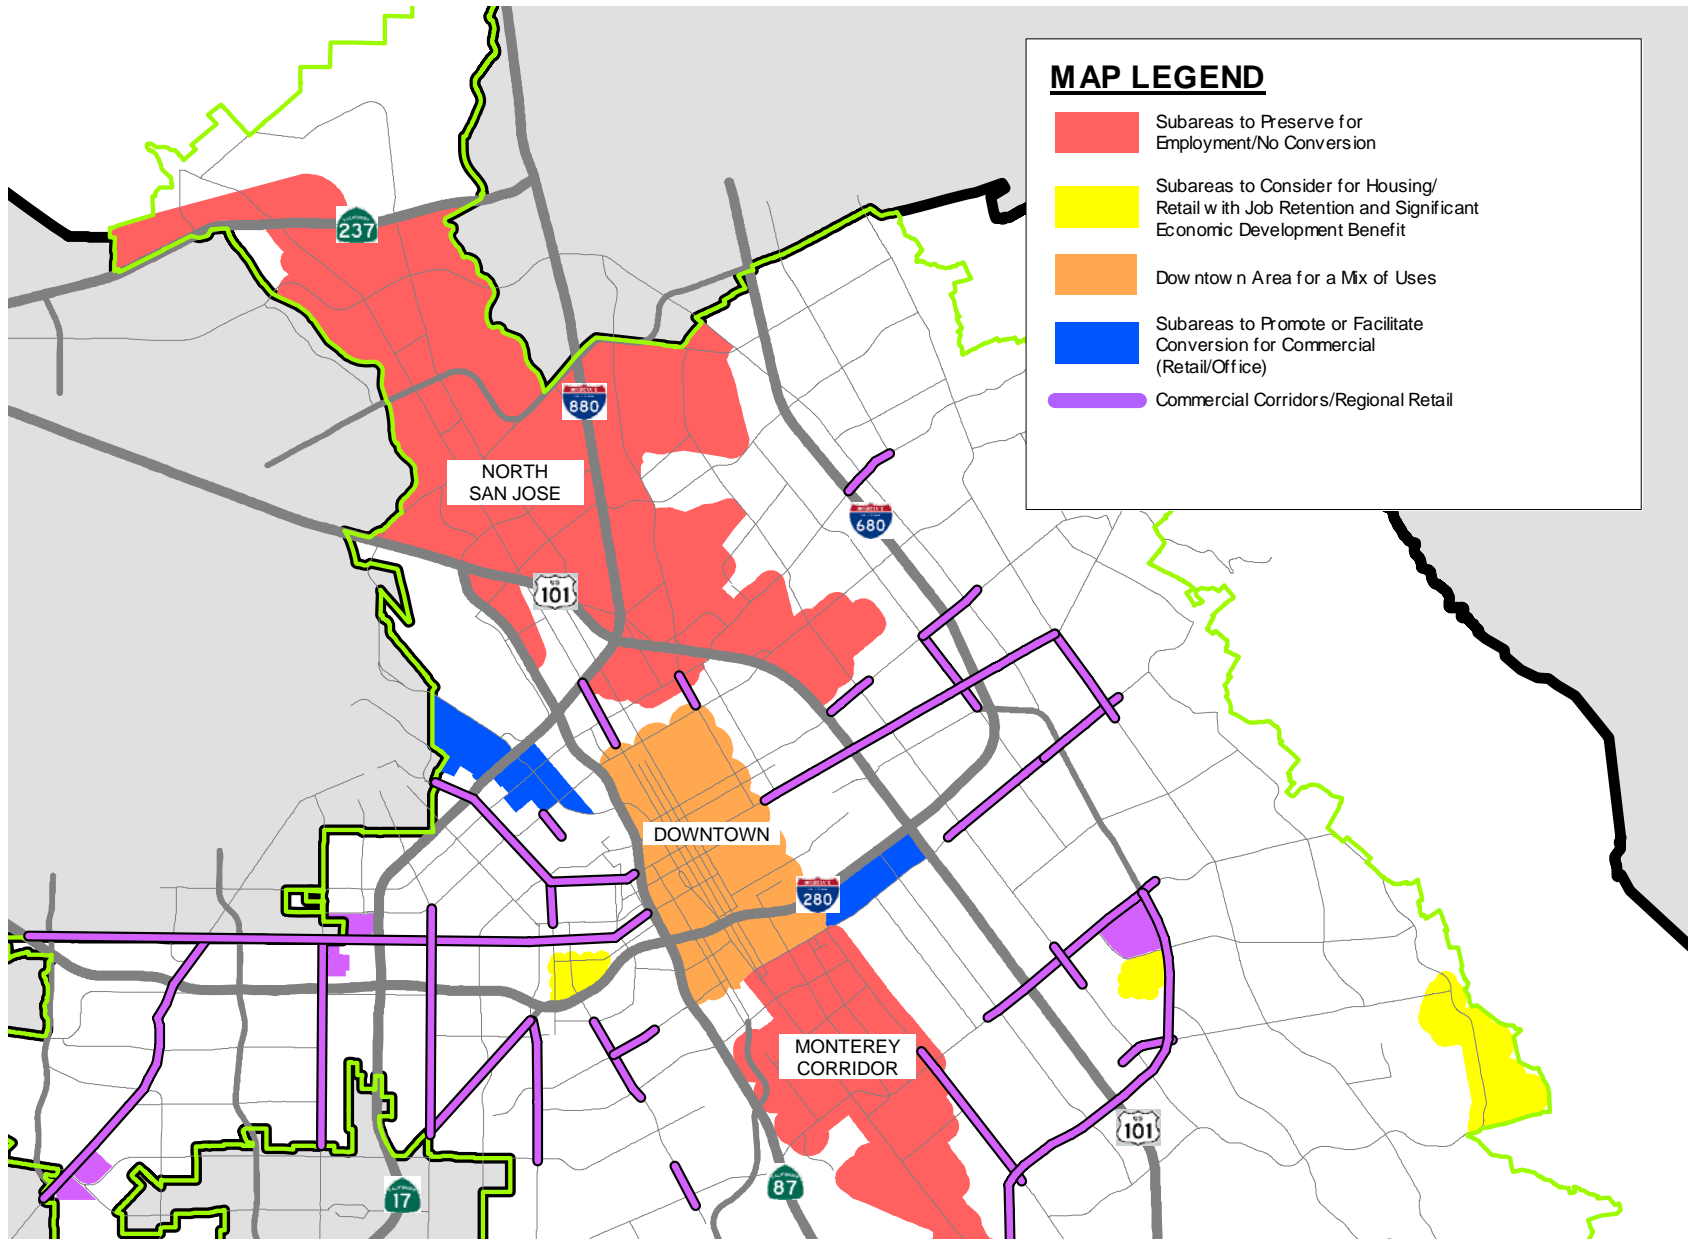 MAP LEGEND
Subareas to Preserve for
Employment/No Conversion
Subareas to Consider for Housing/
Retail with Job Retention and Significant
Economic Development Benefit
Downtown Area for a Mix of Uses
Subareas to Promote or Facilitate
Conversion for Commercial
(Retail/Office)
Commercial Corridors/Regional Retail
237
880
NORTH
SAN JOSE
680
US
101
DOWNTOWN
280
MONTEREY
CORRIDOR
US
101
87
17